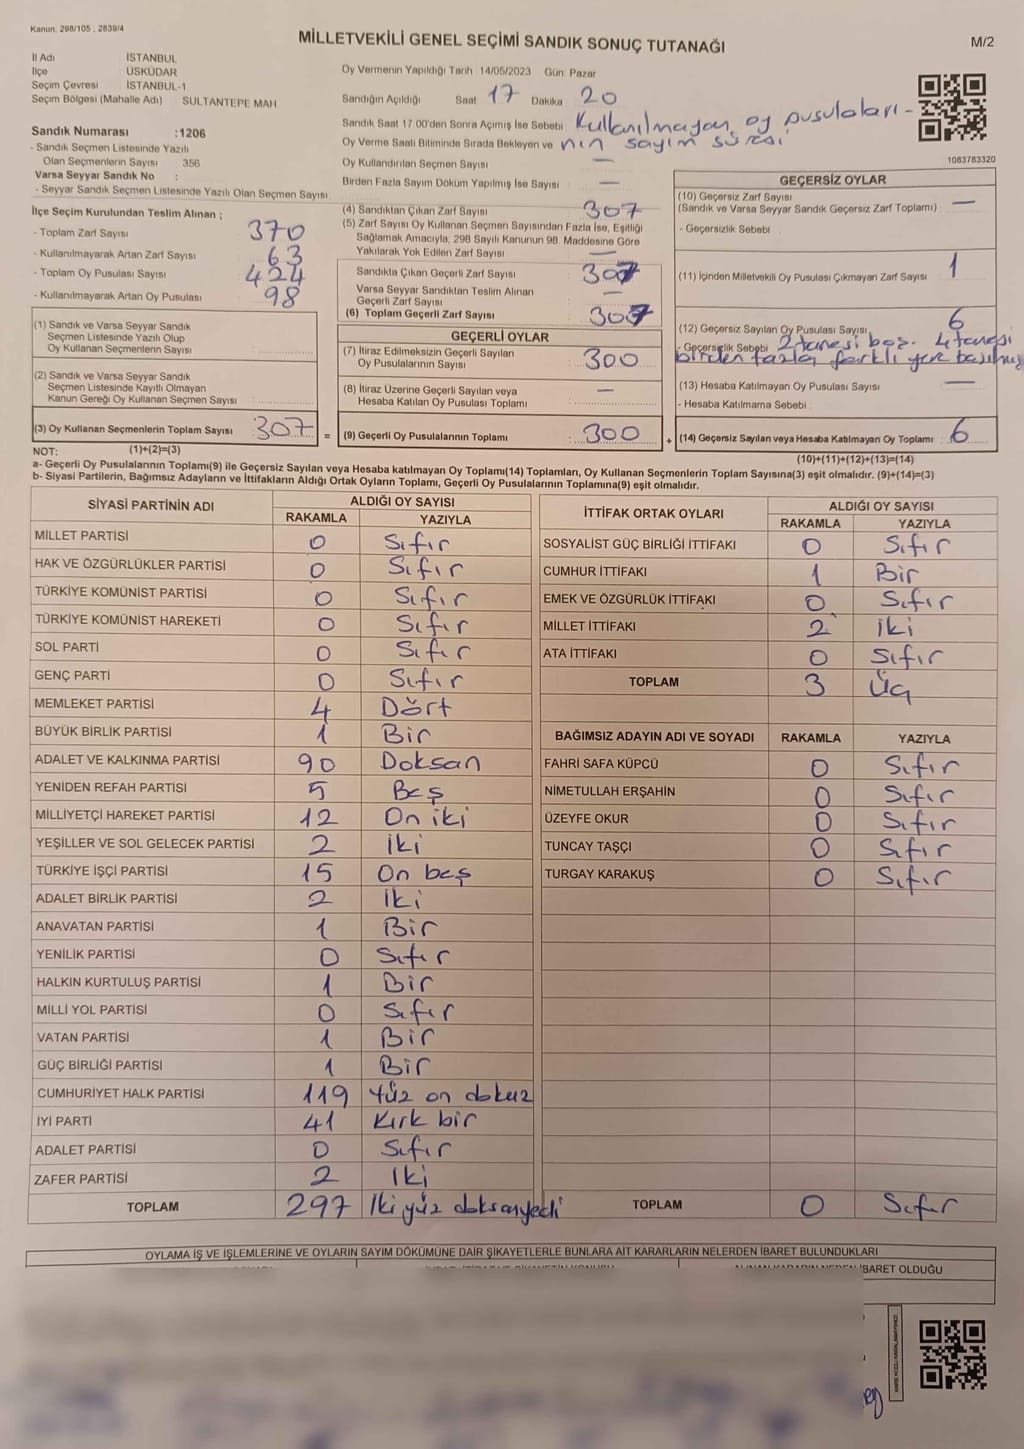 Kanun. 298/105 , 2839/4
MİLLETVEKİLİ GENEL SEÇİMİ SANDIK SONUÇ TUTANAĞI
M/2
İl Adı İSTANBUL
İlçe ÜSKÜDAR
Seçim Çevresi İSTANBUL-1
Seçim Bölgesi (Mahalle Adı) SULTANTEPE MAH
Sandık Numarası :1206
- Sandık Seçmen Listesinde Yazılı
Olan Seçmenlerin Sayısı 356
Varsa Seyyar Sandık No :
- Seyyar Sandık Seçmen Listesinde Yazılı Olan Seçmen Sayısı
Oy Vermenin Yapıldığı Tarih 14/05/2023 Gün Pazar
Sandığın Açıldığı Saat 17 Dakika 20
Sandık Saat 17 00'den Sonra Açımış İse Sebebi Kullanılmayan oy pusulaları-
Oy Verme Saati Bitiminde Sırada Bekleyen ve nın sayım süresi
Oy Kullandırılan Seçmen Sayısı —
Birden Fazla Sayım Döküm Yapılmış İse Sayısı —
1083783320
İlçe Seçim Kurulundan Teslim Alınan ;
- Toplam Zarf Sayısı 370
- Kullanılmayarak Artan Zarf Sayısı 63
- Toplam Oy Pusulası Sayısı 424
- Kullanılmayarak Artan Oy Pusulası 98
(1) Sandık ve Varsa Seyyar Sandık
Seçmen Listesinde Yazılı Olup
Oy Kullanan Seçmenlerin Sayısı
(2) Sandık ve Varsa Seyyar Sandık
Seçmen Listesinde Kayıtlı Olmayan
Kanun Gereği Oy Kullanan Seçmen Sayısı
(3) Oy Kullanan Seçmenlerin Toplam Sayısı 307 =
(4) Sandıktan Çıkan Zarf Sayısı 307
(5) Zarf Sayısı Oy Kullanan Seçmen Sayısından Fazla İse, Eşitliği
Sağlamak Amacıyla, 298 Sayılı Kanunun 98. Maddesine Göre
Yakılarak Yok Edilen Zarf Sayısı —
Sandıkta Çıkan Geçerli Zarf Sayısı 307
Varsa Seyyar Sandıktan Teslim Alınan
Geçerli Zarf Sayısı —
(6) Toplam Geçerli Zarf Sayısı 307
GEÇERLİ OYLAR
(7) İtiraz Edilmeksizin Geçerli Sayılan
Oy Pusulalarının Sayısı 300
(8) İtiraz Üzerine Geçerli Sayılan veya
Hesaba Katılan Oy Pusulası Toplamı —
(9) Geçerli Oy Pusulalarının Toplamı 300 +
GEÇERSİZ OYLAR
(10) Geçersiz Zarf Sayısı
(Sandık ve Varsa Seyyar Sandık Geçersiz Zarf Toplamı) —
- Geçersizlik Sebebi
(11) İçinden Milletvekili Oy Pusulası Çıkmayan Zarf Sayısı 1
(12) Geçersiz Sayılan Oy Pusulası Sayısı 6
- Geçersizlik Sebebi 2 tanesi boş. 4 tanesi
birden fazla farklı yere basılmış
(13) Hesaba Katılmayan Oy Pusulası Sayısı —
- Hesaba Katılmama Sebebi
(14) Geçersiz Sayılan veya Hesaba Katılmayan Oy Toplamı 6
NOT: (1)+(2)=(3) (10)+(11)+(12)+(13)=(14)
a- Geçerli Oy Pusulalarının Toplamı(9) ile Geçersiz Sayılan veya Hesaba katılmayan Oy Toplamı(14) Toplamları, Oy Kullanan Seçmenlerin Toplam Sayısına(3) eşit olmalıdır. (9)+(14)=(3)
b- Siyasi Partilerin, Bağımsız Adayların ve İttifakların Aldığı Ortak Oyların Toplamı, Geçerli Oy Pusulalarının Toplamına(9) eşit olmalıdır.
SİYASİ PARTİNİN ADI ALDIĞI OY SAYISI
RAKAMLA YAZIYLA
MİLLET PARTİSİ 0 Sıfır
HAK VE ÖZGÜRLÜKLER PARTİSİ 0 Sıfır
TÜRKİYE KOMÜNİST PARTİSİ 0 Sıfır
TÜRKİYE KOMÜNİST HAREKETİ 0 Sıfır
SOL PARTİ 0 Sıfır
GENÇ PARTİ 0 Sıfır
MEMLEKET PARTİSİ 4 Dört
BÜYÜK BİRLİK PARTİSİ 1 Bir
ADALET VE KALKINMA PARTİSİ 90 Doksan
YENİDEN REFAH PARTİSİ 5 Beş
MİLLİYETÇİ HAREKET PARTİSİ 12 On iki
YEŞİLLER VE SOL GELECEK PARTİSİ 2 İki
TÜRKİYE İŞÇİ PARTİSİ 15 On beş
ADALET BİRLİK PARTİSİ 2 İki
ANAVATAN PARTİSİ 1 Bir
YENİLİK PARTİSİ 0 Sıfır
HALKIN KURTULUŞ PARTİSİ 1 Bir
MİLLİ YOL PARTİSİ 0 Sıfır
VATAN PARTİSİ 1 Bir
GÜÇ BİRLİĞİ PARTİSİ 1 Bir
CUMHURİYET HALK PARTİSİ 119 Yüz on dokuz
İYİ PARTİ 41 Kırk bir
ADALET PARTİSİ 0 Sıfır
ZAFER PARTİSİ 2 İki
TOPLAM 297 İki yüz doksan yedi
İTTİFAK ORTAK OYLARI ALDIĞI OY SAYISI
RAKAMLA YAZIYLA
SOSYALİST GÜÇ BİRLİĞİ İTTİFAKI 0 Sıfır
CUMHUR İTTİFAKI 1 Bir
EMEK VE ÖZGÜRLÜK İTTİFAKI 0 Sıfır
MİLLET İTTİFAKI 2 İki
ATA İTTİFAKI 0 Sıfır
TOPLAM 3 Üç
BAĞIMSIZ ADAYIN ADI VE SOYADI RAKAMLA YAZIYLA
FAHRİ SAFA KÜPCÜ 0 Sıfır
NİMETULLAH ERŞAHİN 0 Sıfır
ÜZEYFE OKUR 0 Sıfır
TUNCAY TAŞÇI 0 Sıfır
TURGAY KARAKUŞ 0 Sıfır
TOPLAM 0 Sıfır
OYLAMA İŞ VE İŞLEMLERİNE VE OYLARIN SAYIM DÖKÜMÜNE DAİR ŞİKAYETLERLE BUNLARA AİT KARARLARIN NELERDEN İBARET BULUNDUKLARI
İBARET OLDUĞU